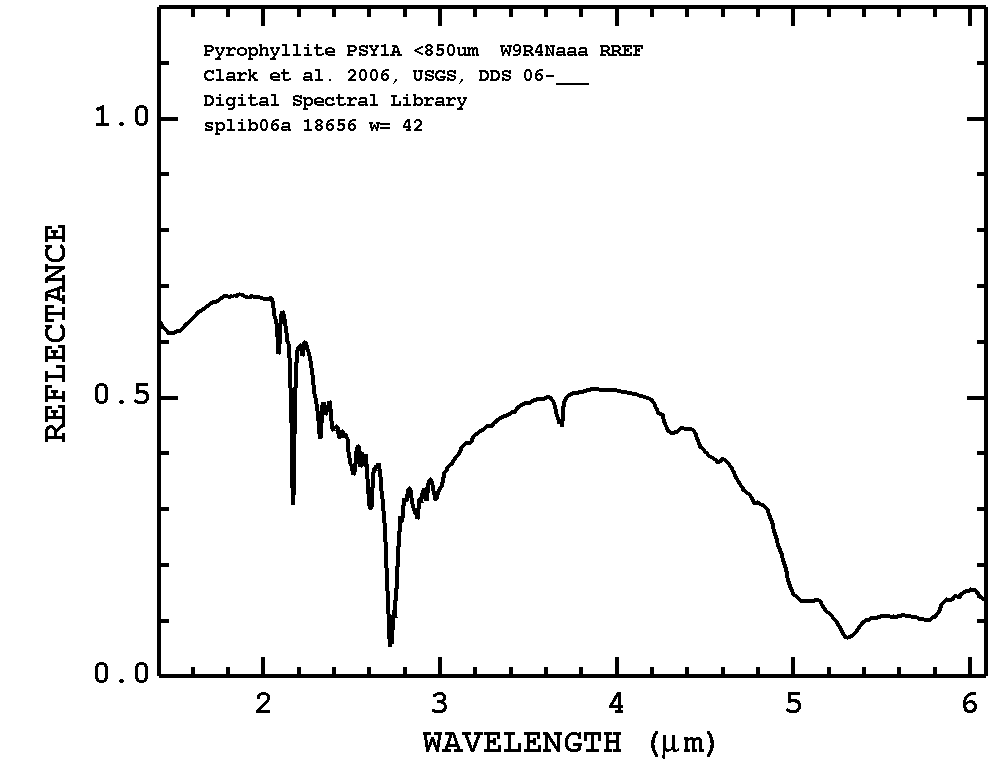 Pyrophyllite PSY1A <850um W9R4Naaa RREF
Clark et al. 2006, USGS, DDS 06-___
Digital Spectral Library
splib06a 18656 w= 42
1.0
0.5
0.0
REFLECTANCE
2 3 4 5 6
WAVELENGTH (μm)